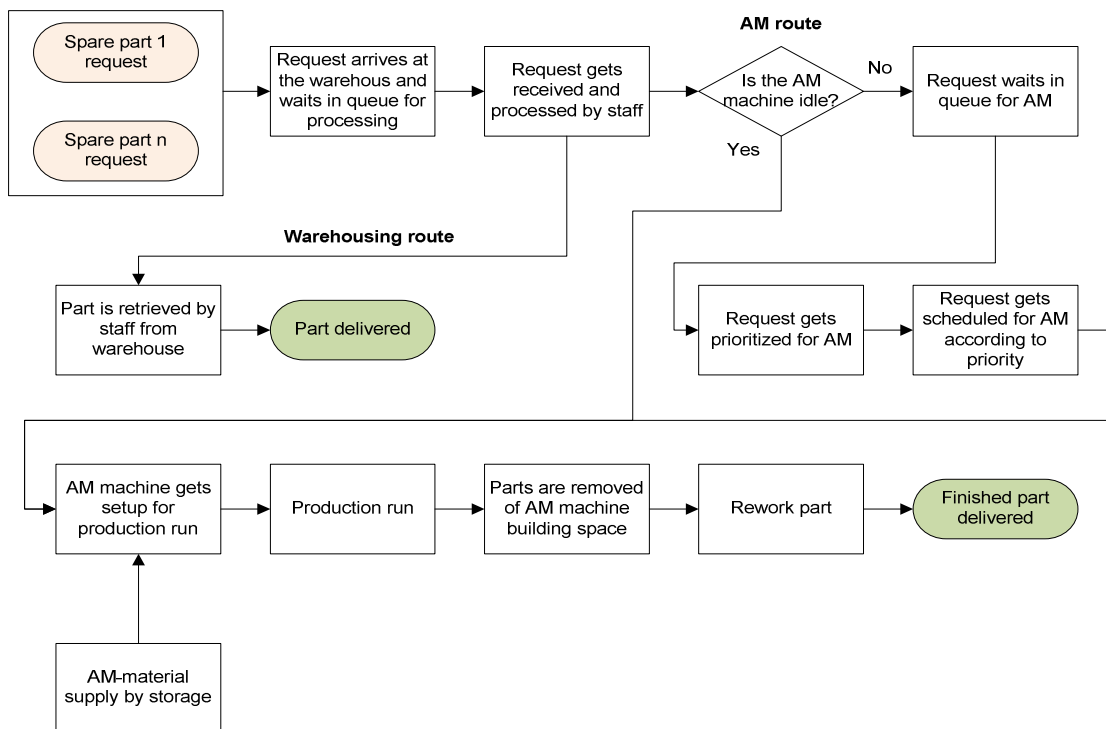 Spare part 1
request
Spare part n
request
Request arrives at
the warehous and
waits in queue for
processing
Request gets
received and
processed by staff
AM route
Is the AM
machine idle?
No
Yes
Request waits in
queue for AM
Warehousing route
Part is retrieved by
staff from
warehouse
Part delivered
Request gets
prioritized for AM
Request gets
scheduled for AM
according to
priority
AM machine gets
setup for
production run
Production run
Parts are removed
of AM machine
building space
Rework part
Finished part
delivered
AM-material
supply by storage